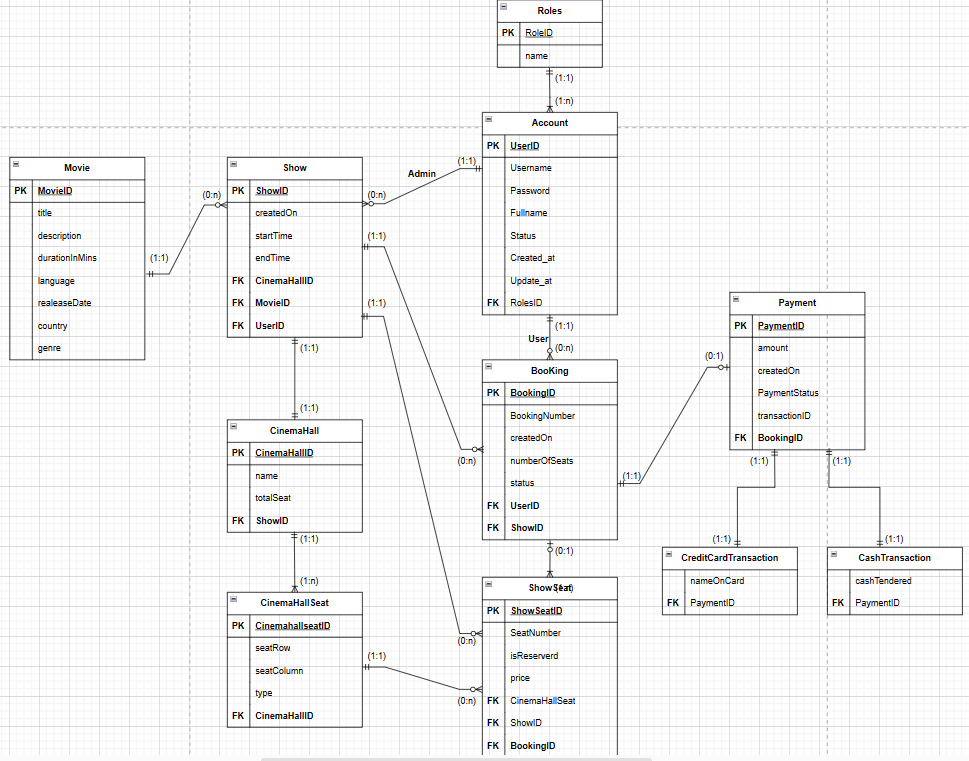 Roles
PK RoleID
name
(1:1)
(1:n)
Account
PK UserID
Username
Password
Fullname
Status
Created_at
Update_at
FK RolesID
(1:1)
Admin
(0:n)
Movie
PK MovieID
title
description
durationInMins
language
realeaseDate
country
genre
(1:1)
(0:n)
Show
PK ShowID
createdOn
startTime
endTime
FK CinemaHallID
FK MovieID
FK UserID
(1:1)
(1:1)
(1:1)
(1:1)
CinemaHall
PK CinemaHallID
name
totalSeat
FK ShowID
(1:1)
(1:n)
CinemaHallSeat
PK CinemahallseatID
seatRow
seatColumn
type
FK CinemaHallID
(1:1)
(0:n)
(1:1)
User
(0:n)
BooKing
PK BookingID
BookingNumber
createdOn
numberOfSeats
status
FK UserID
FK ShowID
(0:n)
(1:1)
(0:1)
(0:1)
(0:n)
ShowSeat
PK ShowSeatID
SeatNumber
isReserverd
price
FK CinemaHallSeat
FK ShowID
FK BookingID
Payment
PK PaymentID
amount
createdOn
PaymentStatus
transactionID
FK BookingID
(1:1)
(1:1)
(1:1)
(1:1)
CreditCardTransaction
nameOnCard
FK PaymentID
CashTransaction
cashTendered
FK PaymentID